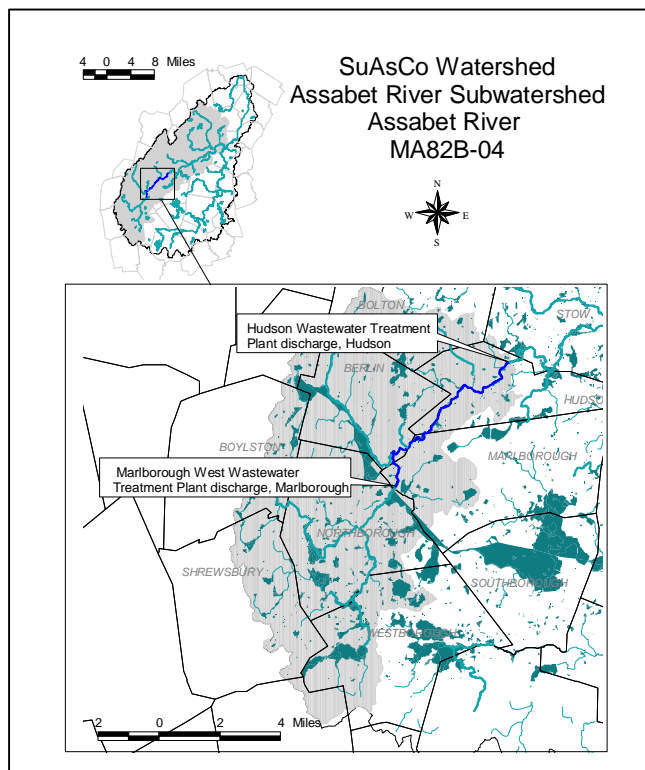 4 0 4 8 Miles
SuAsCo Watershed
Assabet River Subwatershed
Assabet River
MA82B-04
N
W E
S
BOLTON
STOW
Hudson Wastewater Treatment
Plant discharge, Hudson
BERLIN
HUDSO
BOYLSTON
MARLBOROUGH
Marlborough West Wastewater
Treatment Plant discharge, Marlborough
NORTHBOROUGH
SHREWSBURY
SOUTHBOROUGH
WESTBOROUGH
2 0 2 4 Miles